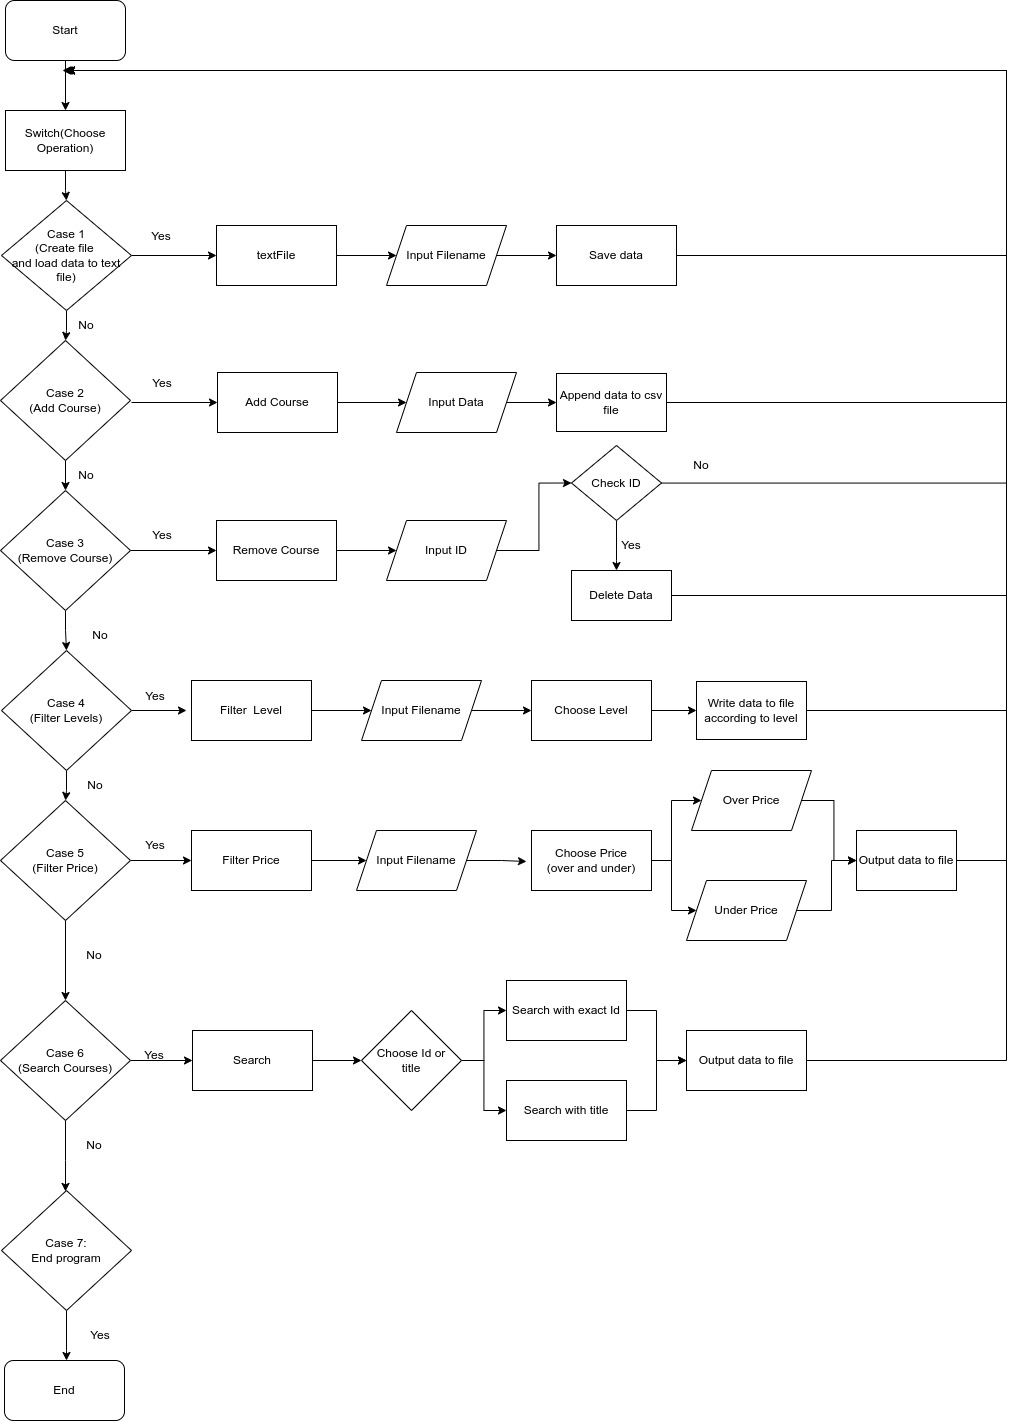 Start
Switch(Choose
Operation)
Case 1
(Create file
and load data to text
file)
Yes
textFile
Input Filename
Save data
No
Case 2
(Add Course)
Yes
Add Course
Input Data
Append data to csv
file
No
Case 3
(Remove Course)
Yes
Remove Course
Input ID
Check ID
No
Yes
Delete Data
No
Case 4
(Filter Levels)
Yes
Filter  Level
Input Filename
Choose Level
Write data to file
according to level
No
Case 5
(Filter Price)
Yes
Filter Price
Input Filename
Choose Price
(over and under)
Over Price
Under Price
Output data to file
No
Case 6
(Search Courses)
Yes
Search
Choose Id or
title
Search with exact Id
Search with title
Output data to file
No
Case 7:
End program
Yes
End